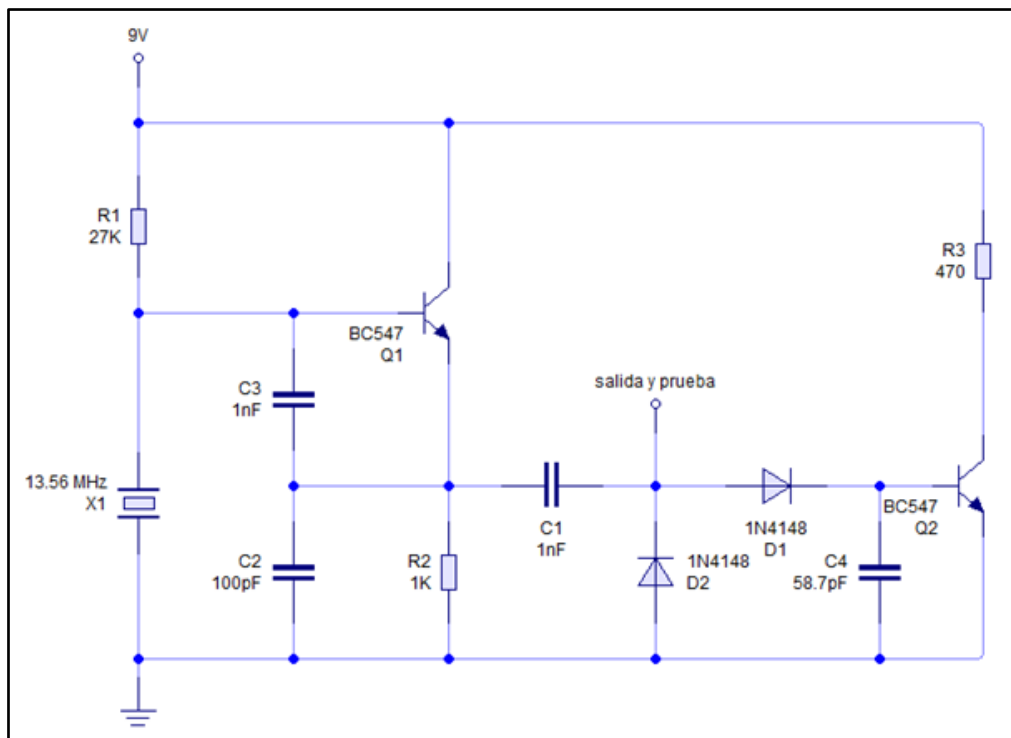 9V
R1
27K
R3
470
BC547
Q1
salida y prueba
C3
1nF
13.56 MHz
X1
C1
1nF
1N4148
D1
BC547
Q2
C2
100pF
R2
1K
1N4148
D2
C4
58.7pF